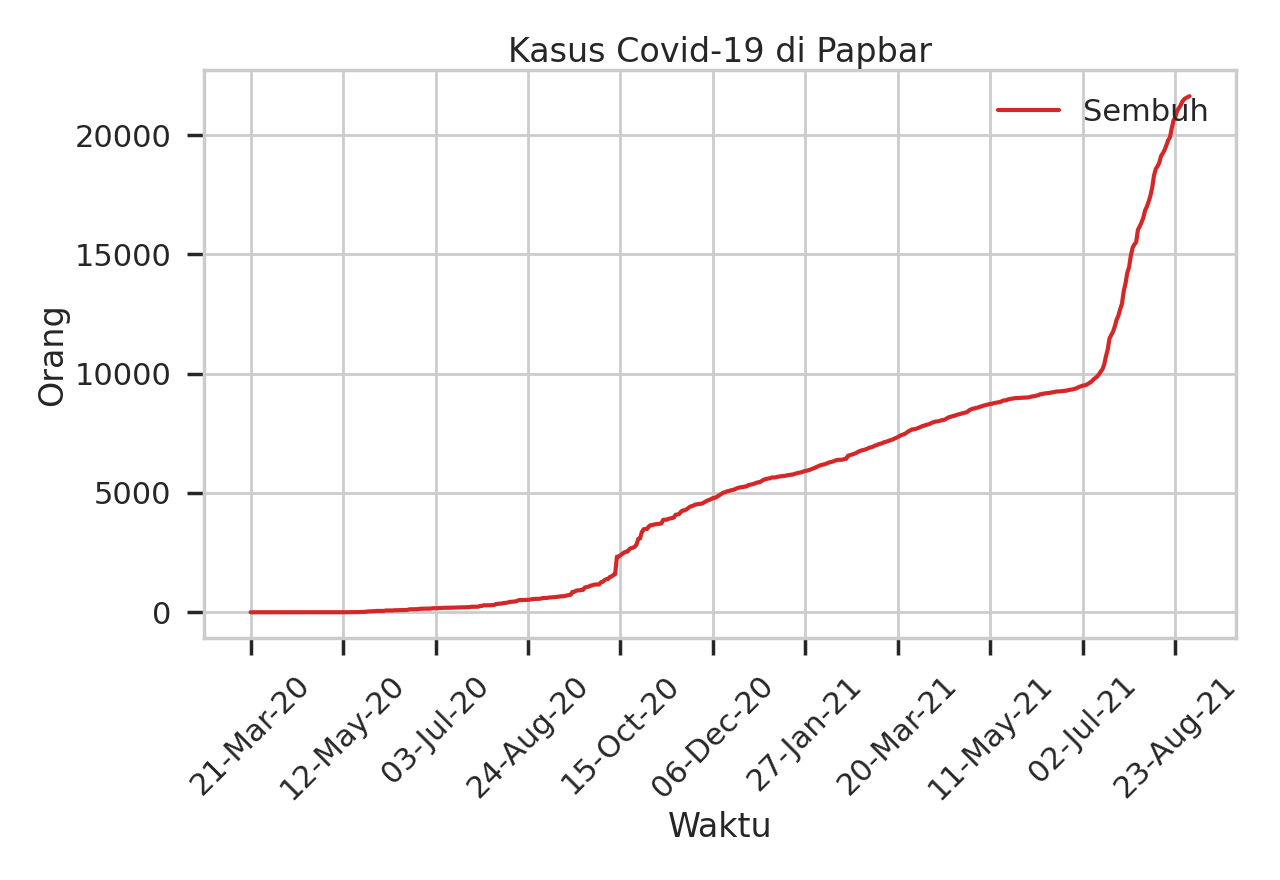 Kasus Covid-19 di Papbar
Sembuh
Orang
20000
15000
10000
5000
0
21-Mar-20
12-May-20
03-Jul-20
24-Aug-20
15-Oct-20
06-Dec-20
27-Jan-21
20-Mar-21
11-May-21
02-Jul-21
23-Aug-21
Waktu